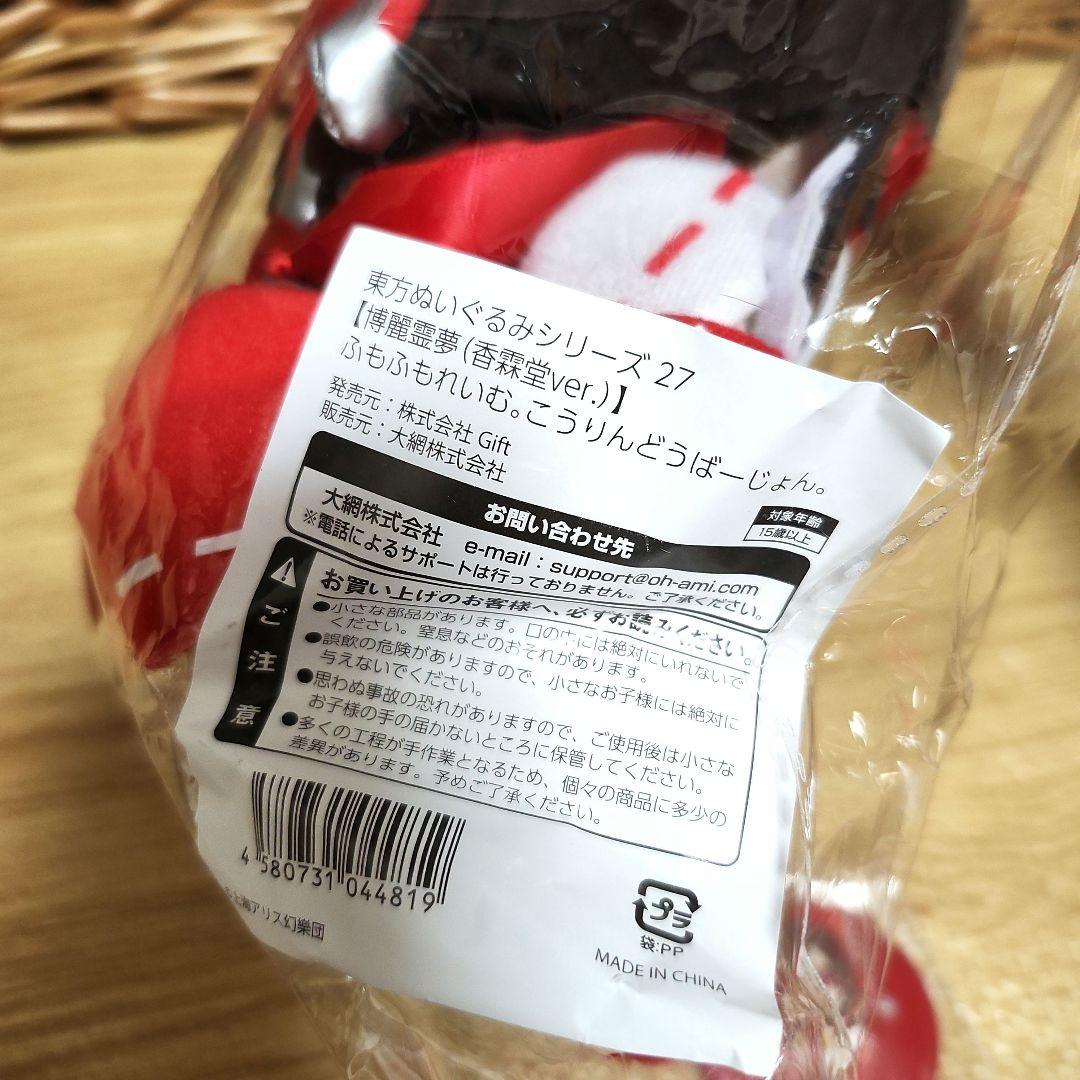 東方ぬいぐるみシリーズ 27
【博麗霊夢(香霖堂ver.)】
ふもふもれいむ。こうりんどうばーじょん。
発売元：株式会社 Gift
販売元：大網株式会社
対象年齢
15歳以上
お問い合わせ先
大網株式会社 e-mail : support@oh-ami.com
※電話によるサポートは行っておりません。ご了承ください。
ご注意
お買い上げのお客様へ、必ずお読みください。
●小さな部品があります。口の中には絶対にいれないで
ください。窒息などのおそれがあります。
●誤飲の危険がありますので、小さなお子様には絶対に
与えないでください。
●思わぬ事故の恐れがありますので、ご使用後は小さな
お子様の手の届かないところに保管してください。
●多くの工程が手作業となるため、個々の商品に多少の
差異があります。予めご了承ください。
4 580731 044819
©上海アリス幻樂団
プラ
袋:PP
MADE IN CHINA